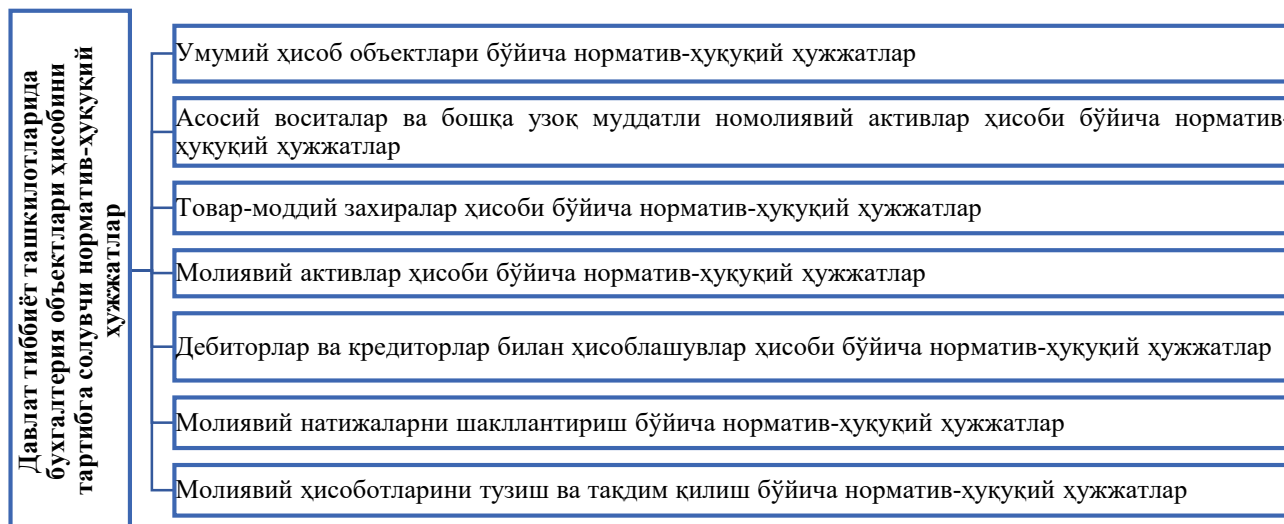 Давлат тиббиёт ташкилотларида
бухгалтерия объектлари ҳисобини
тартибга солувчи норматив-ҳуқуқий
ҳужжатлар
Умумий ҳисоб объектлари бўйича норматив-ҳуқуқий ҳужжатлар
Асосий воситалар ва бошқа узоқ муддатли номолиявий активлар ҳисоби бўйича норматив-
ҳуқуқий ҳужжатлар
Товар-моддий захиралар ҳисоби бўйича норматив-ҳуқуқий ҳужжатлар
Молиявий активлар ҳисоби бўйича норматив-ҳуқуқий ҳужжатлар
Дебиторлар ва кредиторлар билан ҳисоблашувлар ҳисоби бўйича норматив-ҳуқуқий ҳужжатлар
Молиявий натижаларни шакллантириш бўйича норматив-ҳуқуқий ҳужжатлар
Молиявий ҳисоботларини тузиш ва тақдим қилиш бўйича норматив-ҳуқуқий ҳужжатлар